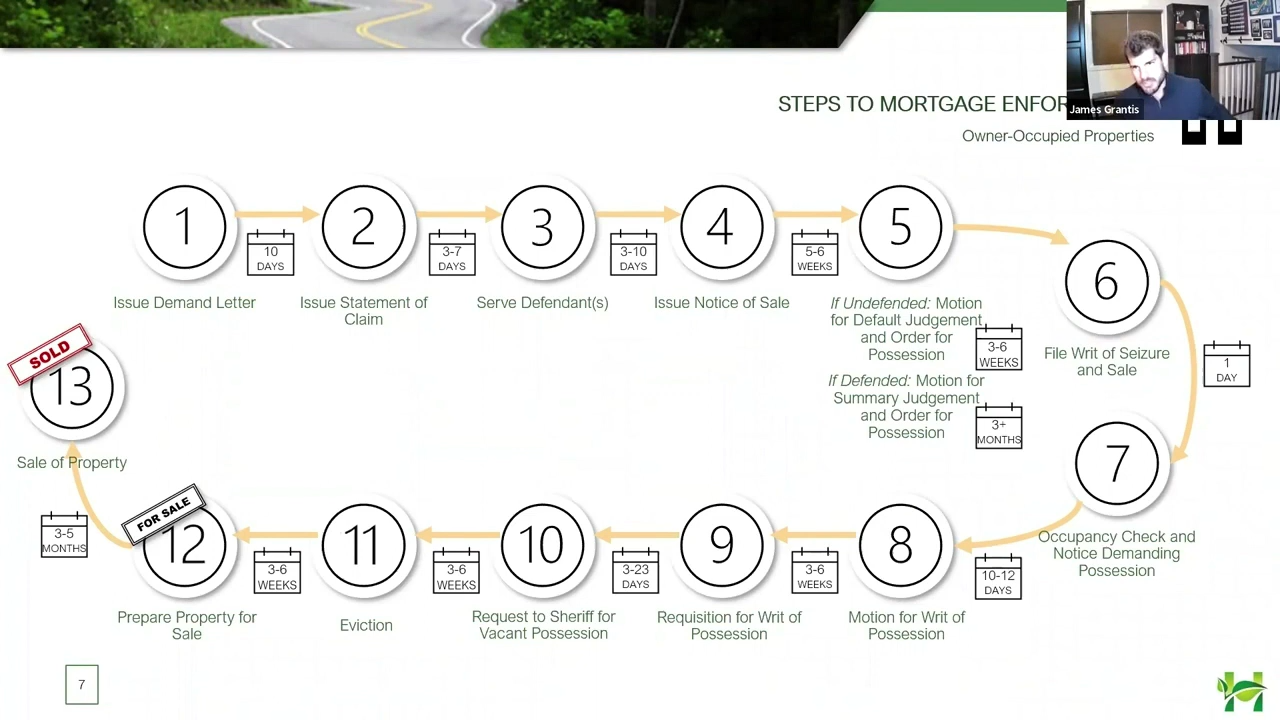 James Grantis
STEPS TO MORTGAGE
Owner-Occupied Properties
1
2
3
4
5
6
10
DAYS
3-7
DAYS
3-10
DAYS
5-6
WEEKS
Issue Demand Letter
Issue Statement of
Claim
Serve Defendant(s)
Issue Notice of Sale
If Undefended: Motion
for Default Judgement
and Order for
Possession
3-6
WEEKS
If Defended: Motion for
Summary Judgement
and Order for
Possession
3+
MONTHS
File Writ of Seizure
and Sale
1
DAY
7
Occupancy Check and
Notice Demanding
Possession
10-12
DAYS
8
Motion for Writ of
Possession
3-6
WEEKS
9
Requisition for Writ of
Possession
3-23
DAYS
10
Request to Sheriff for
Vacant Possession
3-6
WEEKS
11
Eviction
3-6
WEEKS
FOR SALE
12
Prepare Property for
Sale
3-5
MONTHS
SOLD
13
Sale of Property
7
H